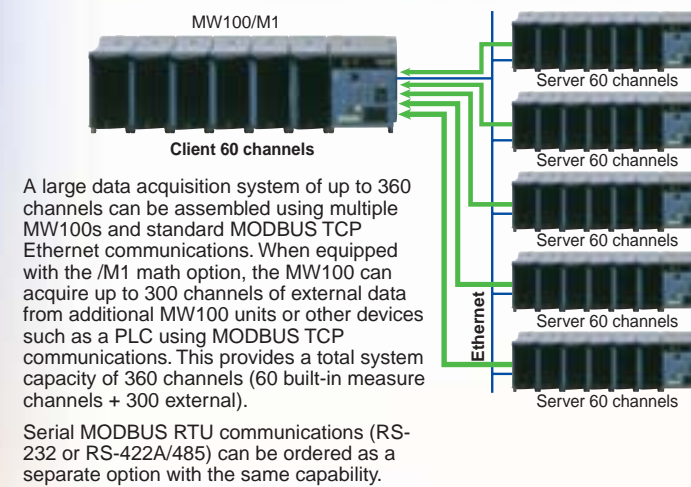 MW100/M1
Client 60 channels
Server 60 channels
Server 60 channels
Server 60 channels
Server 60 channels
Server 60 channels
Ethernet
A large data acquisition system of up to 360
channels can be assembled using multiple
MW100s and standard MODBUS TCP
Ethernet communications. When equipped
with the /M1 math option, the MW100 can
acquire up to 300 channels of external data
from additional MW100 units or other devices
such as a PLC using MODBUS TCP
communications. This provides a total system
capacity of 360 channels (60 built-in measure
channels + 300 external).
Serial MODBUS RTU communications (RS-
232 or RS-422A/485) can be ordered as a
separate option with the same capability.